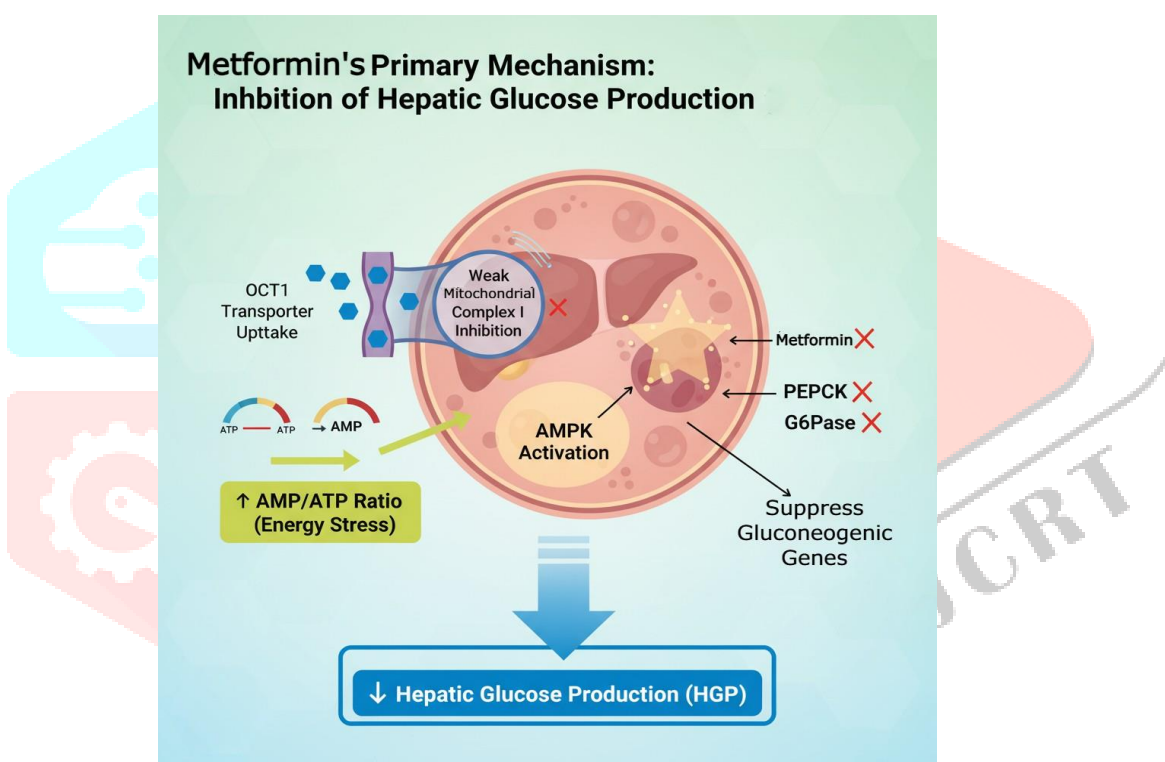 Metformin's Primary Mechanism:
Inhbition of Hepatic Glucose Production
OCT1
Transporter
Upttake
Weak
Mitochondrial
Complex I
Inhibition
Metformin
PEPCK
G6Pase
ATP
ATP
→ AMP
AMPK
Activation
↑ AMP/ATP Ratio
(Energy Stress)
Suppress
Gluconeogenic
Genes
↓ Hepatic Glucose Production (HGP)
JCRT